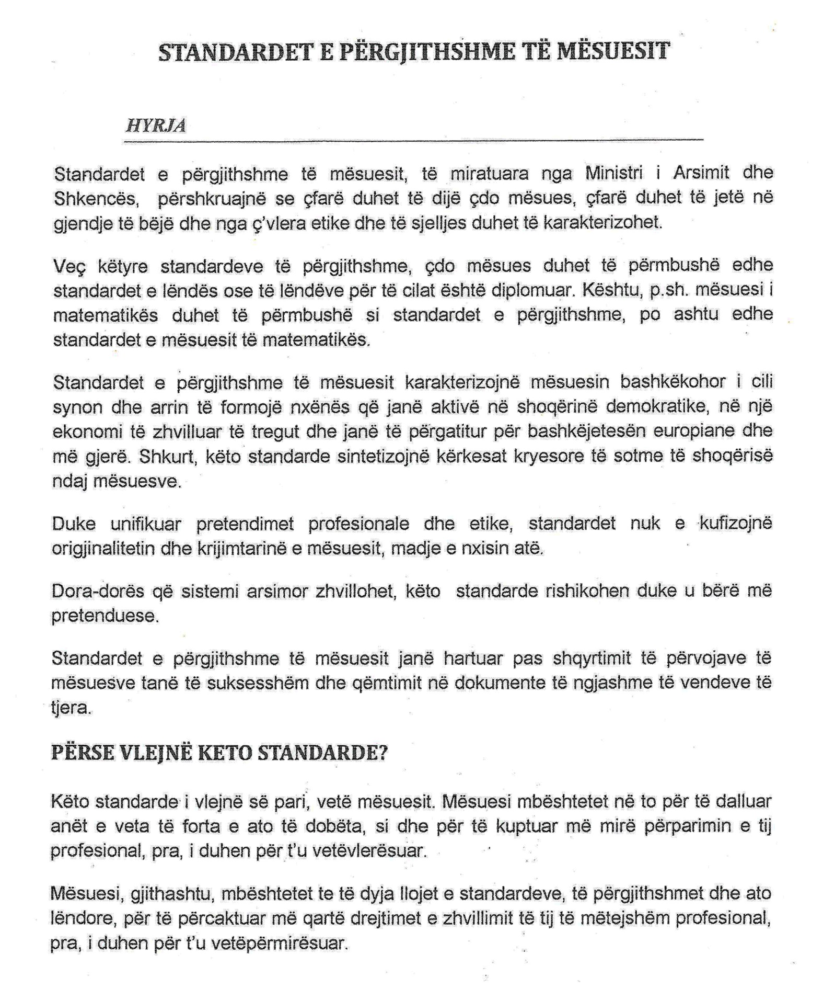 STANDARDET E PËRGJITHSHME TË MËSUESIT
HYRJA
Standardet e përgjithshme të mësuesit, të miratuara nga Ministri i Arsimit dhe
Shkencës, përshkruajnë se çfarë duhet të dijë çdo mësues, çfarë duhet të jetë në
gjendje të bëjë dhe nga ç'vlera etike dhe të sjelljes duhet të karakterizohet.
Veç këtyre standardeve të përgjithshme, çdo mësues duhet të përmbushë edhe
standardet e lëndës ose të lëndëve për të cilat është diplomuar. Kështu, p.sh. mësuesi i
matematikës duhet të përmbushë si standardet e përgjithshme, po ashtu edhe
standardet e mësuesit të matematikës.
Standardet e përgjithshme të mësuesit karakterizojnë mësuesin bashkëkohor i cili
synon dhe arrin të formojë nxënës që janë aktivë në shoqërinë demokratike, në një
ekonomi të zhvilluar të tregut dhe janë të përgatitur për bashkëjetesën europiane dhe
më gjerë. Shkurt, këto standarde sintetizojnë kërkesat kryesore të sotme të shoqërisë
ndaj mësuesve.
Duke unifikuar pretendimet profesionale dhe etike, standardet nuk e kufizojnë
origjinalitetin dhe krijimtarinë e mësuesit, madje e nxisin atë.
Dora-dorës që sistemi arsimor zhvillohet, këto standarde rishikohen duke u bërë më
pretenduese.
Standardet e përgjithshme të mësuesit janë hartuar pas shqyrtimit të përvojave të
mësuesve tanë të suksesshëm dhe qëmtimit në dokumente të ngjashme të vendeve të
tjera.
PËRSE VLEJNË KETO STANDARDE?
Këto standarde i vlejnë së pari, vetë mësuesit. Mësuesi mbështetet në to për të dalluar
anët e veta të forta e ato të dobëta, si dhe për të kuptuar më mirë përparimin e tij
profesional, pra, i duhen për t'u vetëvlerësuar.
Mësuesi, gjithashtu, mbështetet te të dyja llojet e standardeve, të përgjithshmet dhe ato
lëndore, për të përcaktuar më qartë drejtimet e zhvillimit të tij të mëtejshëm profesional,
pra, i duhen për t'u vetëpërmirësuar.